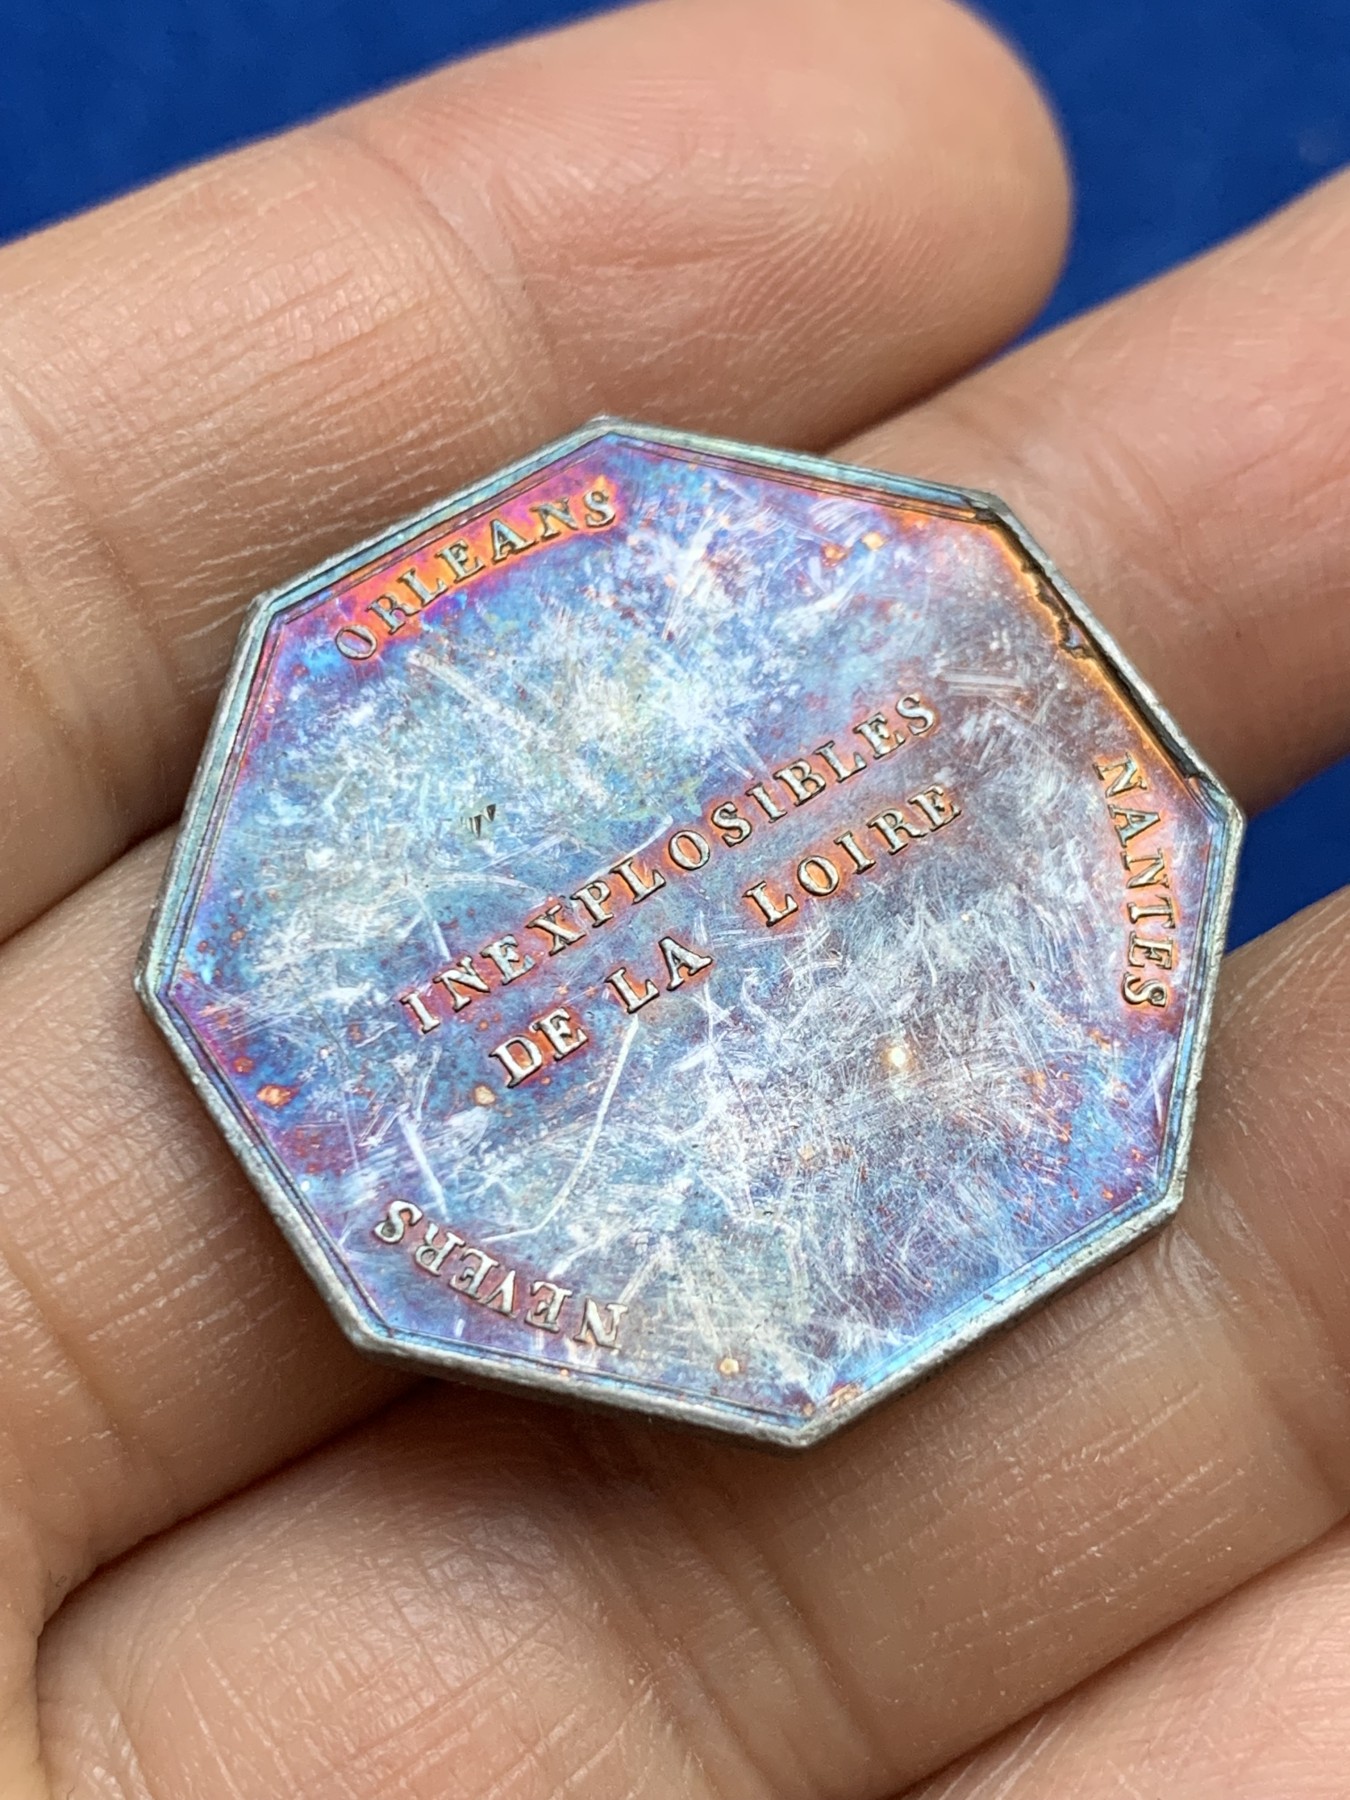 ORLEANS
INEXPLOSIBLES
DE LA LOIRE
NANTES
NEVERS